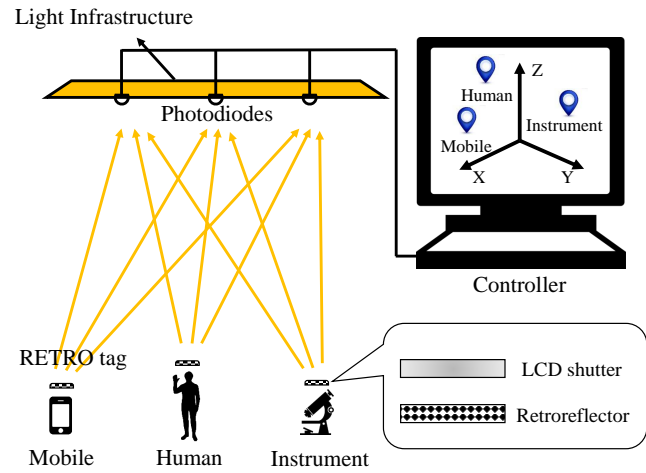 Light Infrastructure
Photodiodes
Z
Human
Instrument
Mobile
X
Y
Controller
RETRO tag
LCD shutter
Retroreflector
Mobile
Human
Instrument